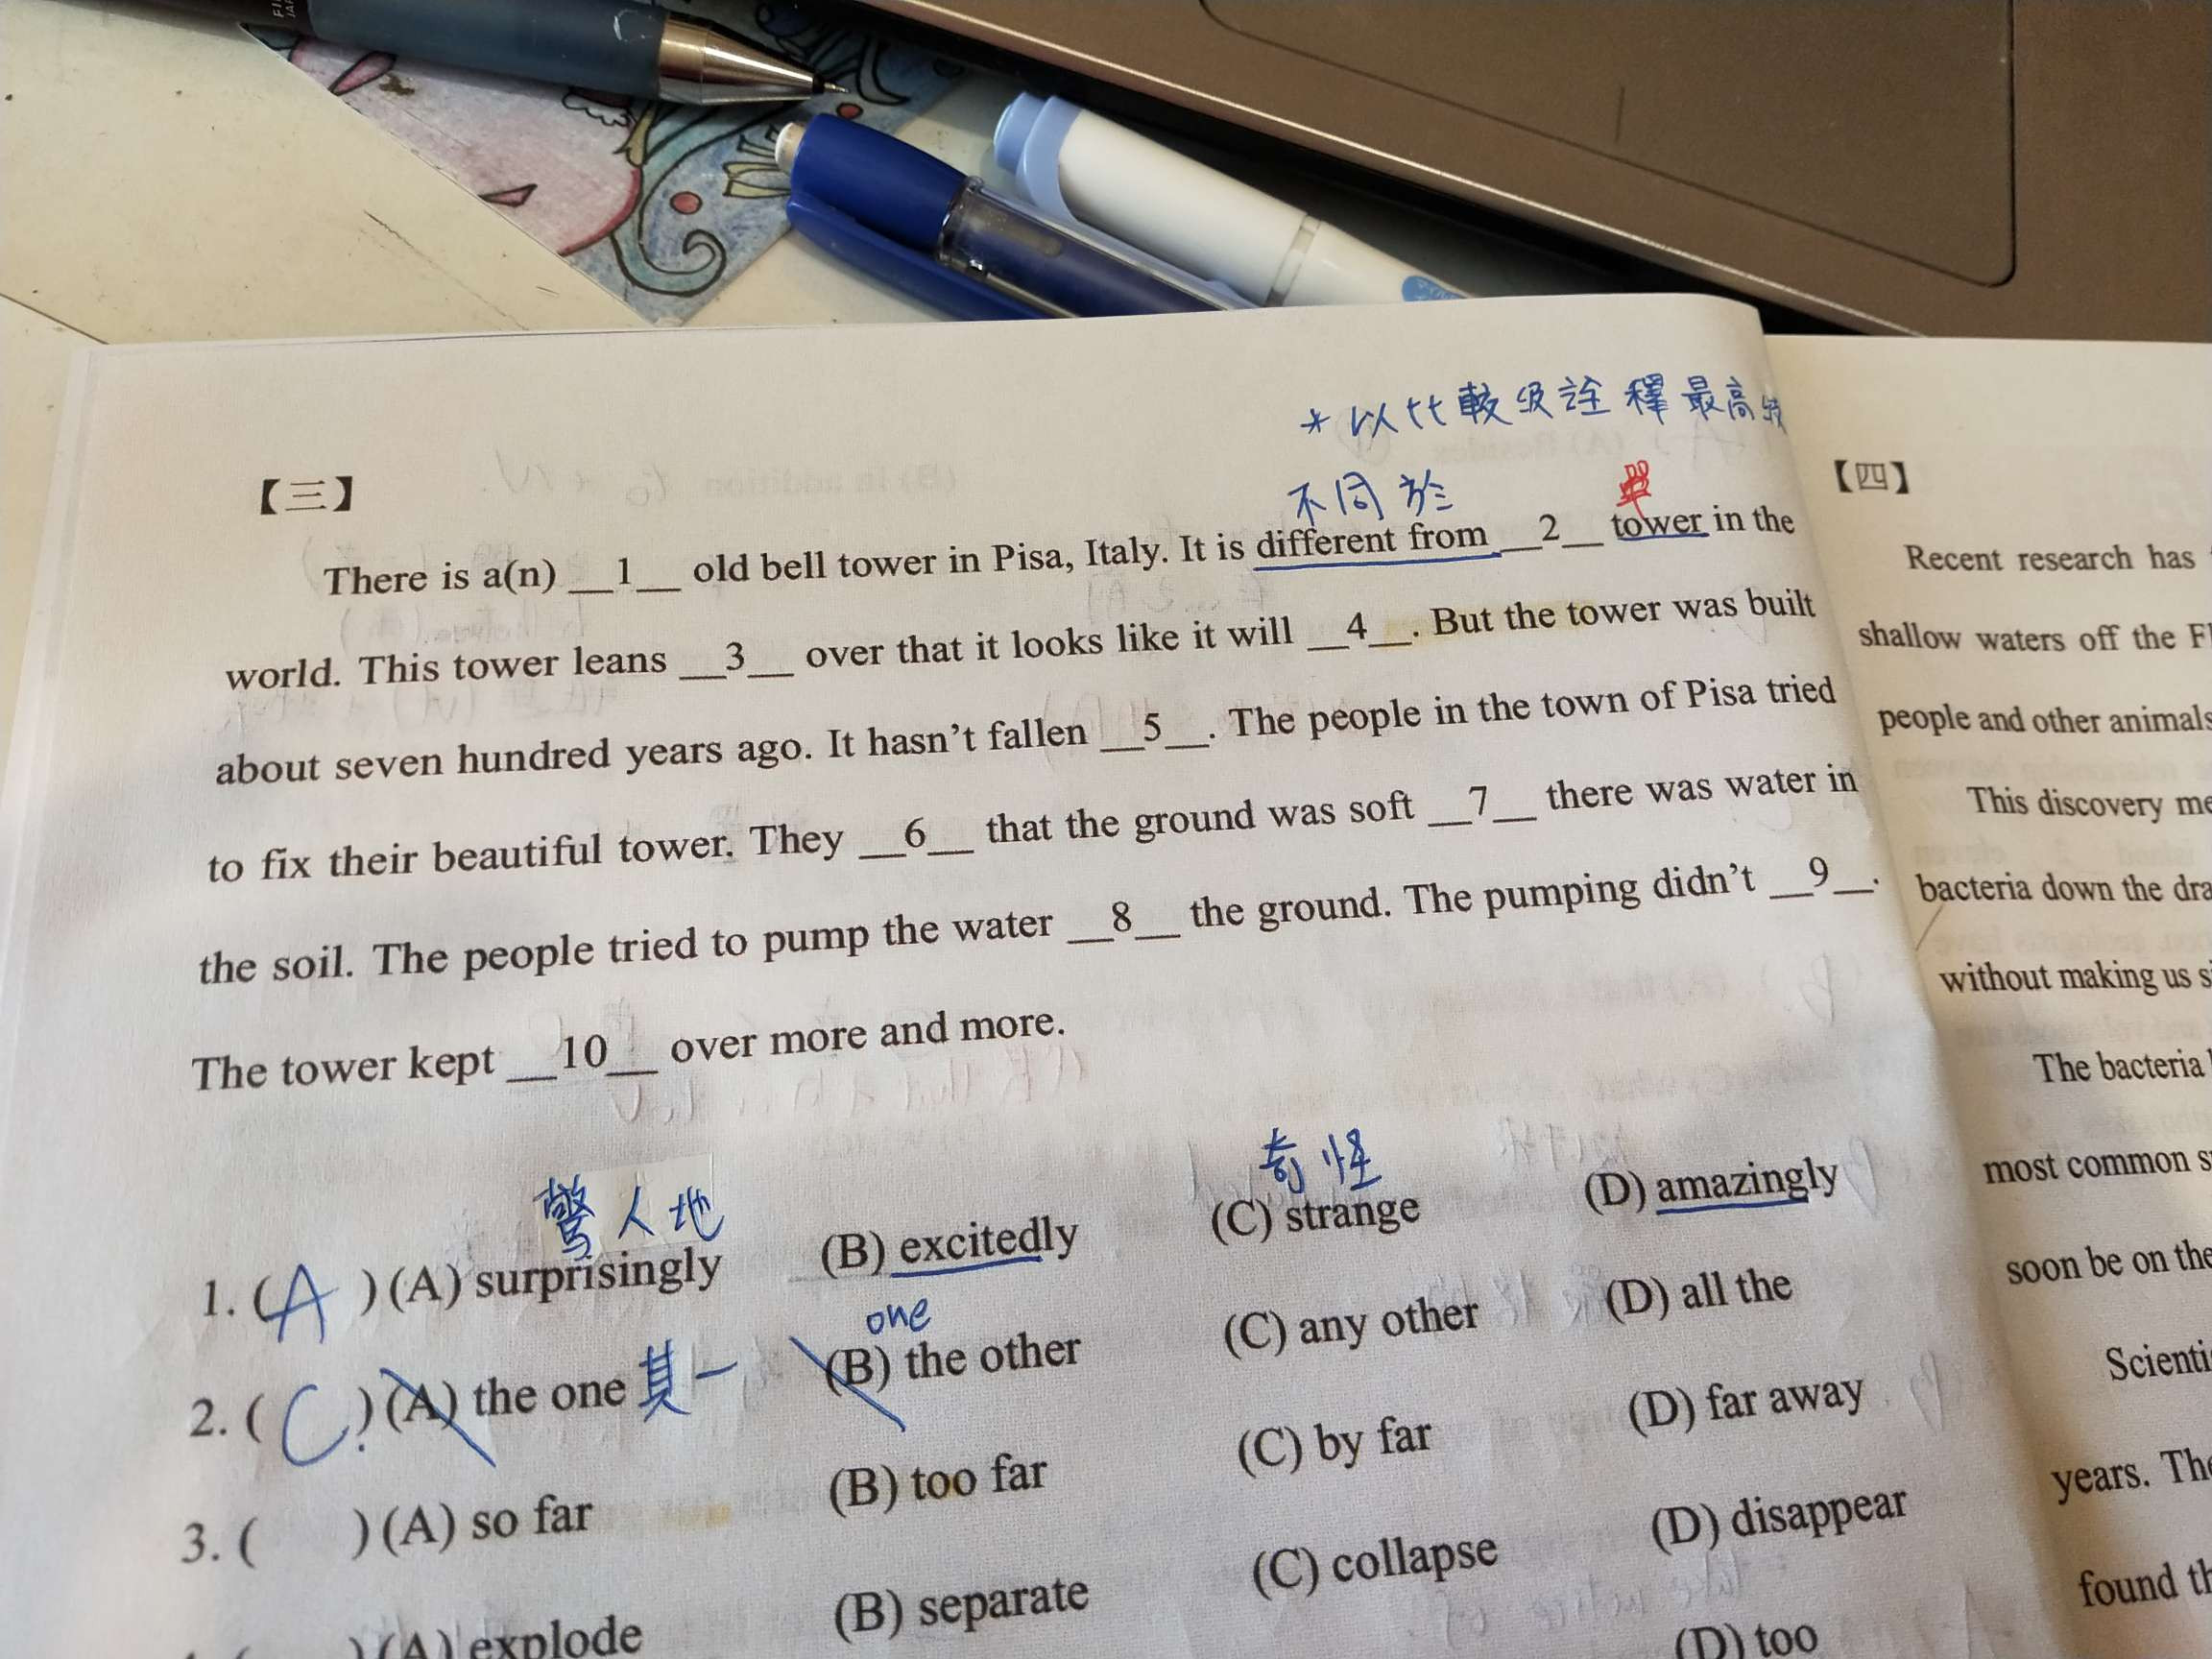 * 以比較級詮釋最高級
【三】
不同於 單
There is a(n) __1__ old bell tower in Pisa, Italy. It is different from __2__ tower in the
world. This tower leans __3__ over that it looks like it will __4__. But the tower was built
about seven hundred years ago. It hasn't fallen __5__. The people in the town of Pisa tried
to fix their beautiful tower. They __6__ that the ground was soft __7__ there was water in
the soil. The people tried to pump the water __8__ the ground. The pumping didn't __9__.
The tower kept __10__ over more and more.
驚人地 奇怪
1. (A) (A) surprisingly (B) excitedly (C) strange (D) amazingly
one
2. (C) (A) the one 其一 (B) the other (C) any other (D) all the
3. ( ) (A) so far (B) too far (C) by far (D) far away
( ) (A) explode (B) separate (C) collapse (D) disappear
(D) too
【四】
Recent research has
shallow waters off the
people and other animals
This discovery
bacteria down the
without making us
The bacteria
most common
soon be on the
years.
found